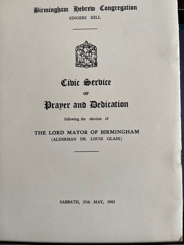 Birmingham Hebrew Congregation
SINGERS HILL
Civic Service
OF
Prayer and Dedication
following the election of
THE LORD MAYOR OF BIRMINGHAM
(ALDERMAN DR. LOUIS GLASS)
SABBATH, 25th MAY, 1963